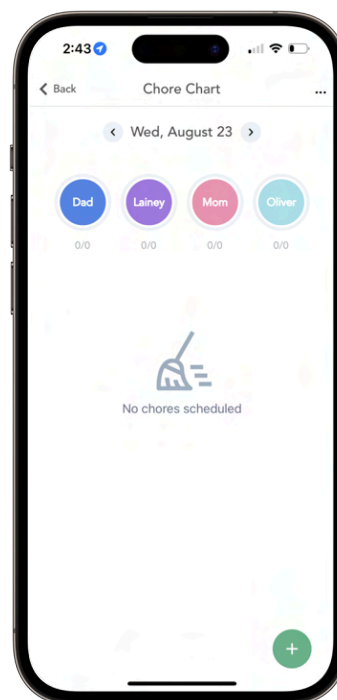 2:43
Back Chore Chart ...
Wed, August 23
Dad Lainey Mom Oliver
0/0 0/0 0/0 0/0
No chores scheduled
+